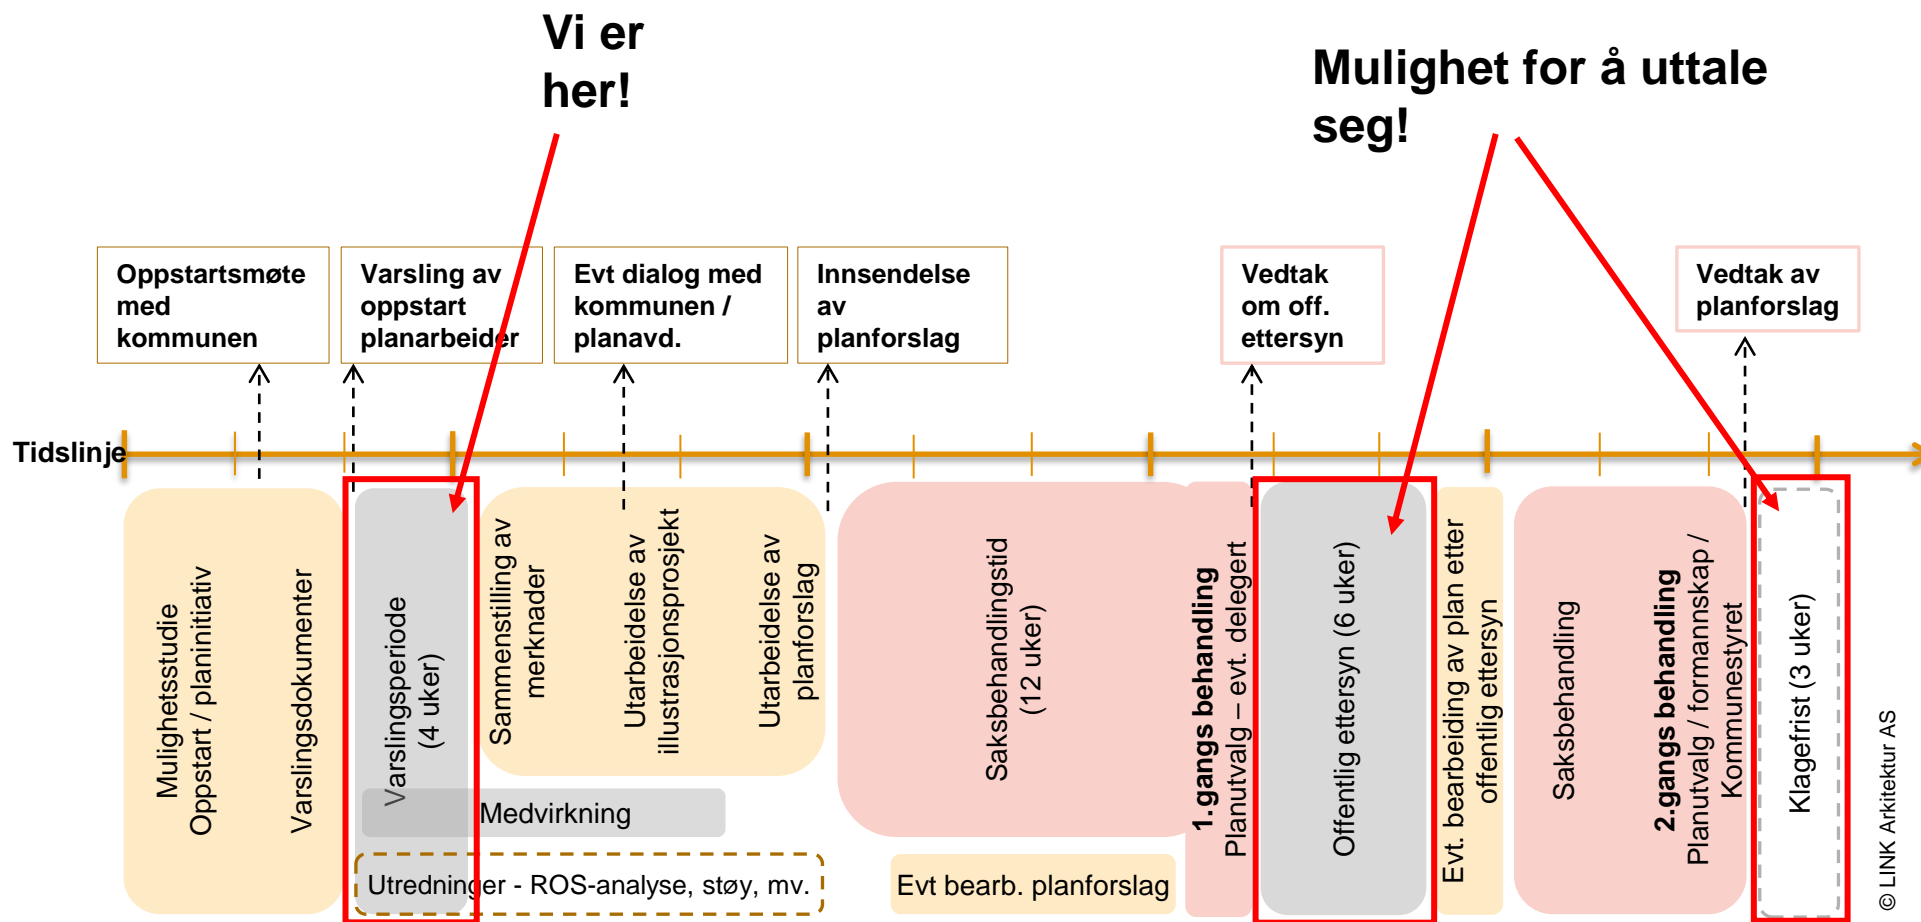 Vi er
her!
Mulighet for å uttale
seg!
Oppstartsmøte
med
kommunen
Varsling av
oppstart
planarbeider
Evt dialog med
kommunen /
planavd.
Innsendelse
av
planforslag
Vedtak
om off.
ettersyn
Vedtak av
planforslag
Tidslinje
Mulighetsstudie
Oppstart / planinitiativ
Varslingsdokumenter
Varslingsperiode
(4 uker)
Sammenstilling av
merknader
Utarbeidelse av
illustrasjonsprosjekt
Utarbeidelse av
planforslag
Saksbehandlingstid
(12 uker)
1.gangs behandling
Planutvalg – evt. delegert
Offentlig ettersyn (6 uker)
Evt. bearbeiding av plan etter
offentlig ettersyn
Saksbehandling
2.gangs behandling
Planutvalg / formannskap /
Kommunestyret
Klagefrist (3 uker)
Medvirkning
Utredninger - ROS-analyse, støy, mv.
Evt bearb. planforslag
© LINK Arkitektur AS